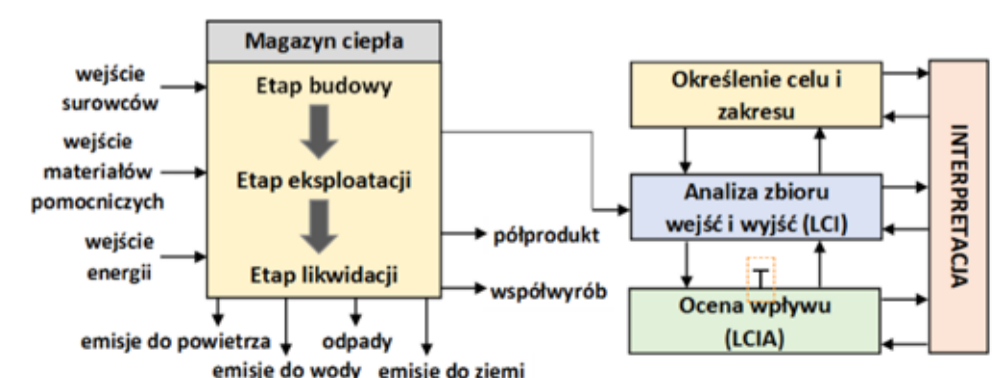 Magazyn ciepła
wejście
surowców
wejście
materiałów
pomocniczych
wejście
energii
Etap budowy
Etap eksploatacji
Etap likwidacji
półprodukt
współwyrób
emisje do powietrza
odpady
emisje do wody
emisje do ziemi
Określenie celu i
zakresu
Analiza zbioru
wejść i wyjść (LCI)
T
Ocena wpływu
(LCIA)
INTERPRETACJA